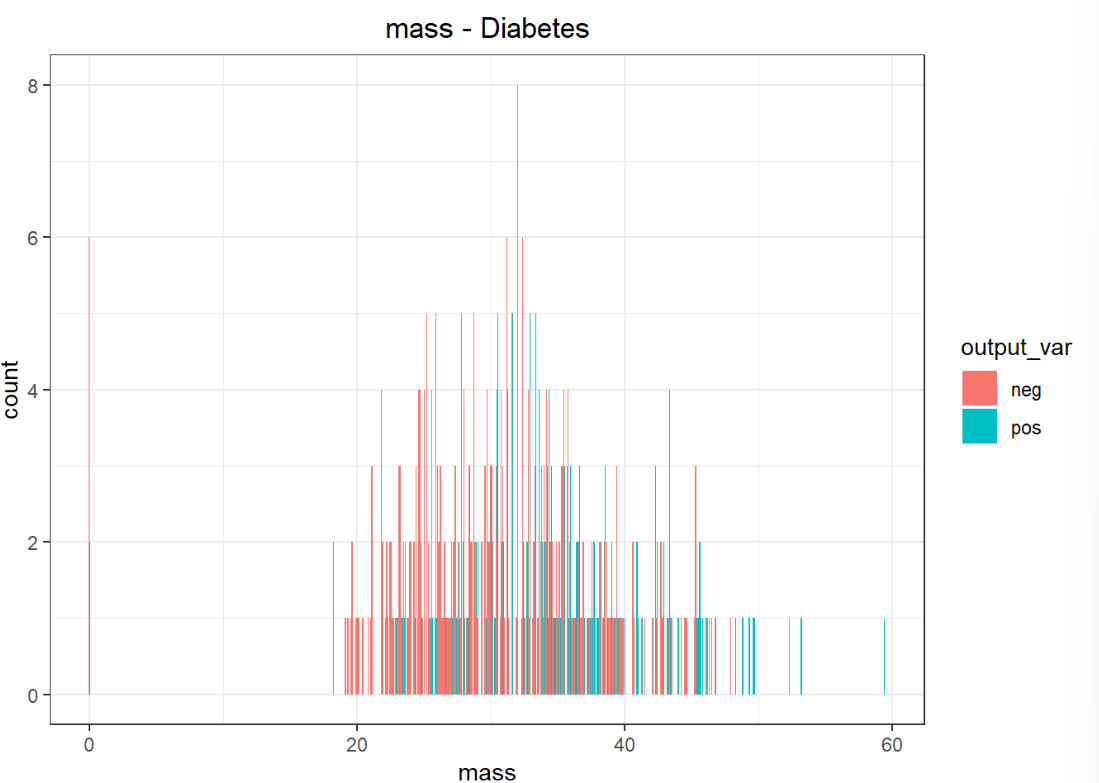 mass - Diabetes
8
6
4
2
0
count
0 20 40 60
mass
output_var
neg
pos